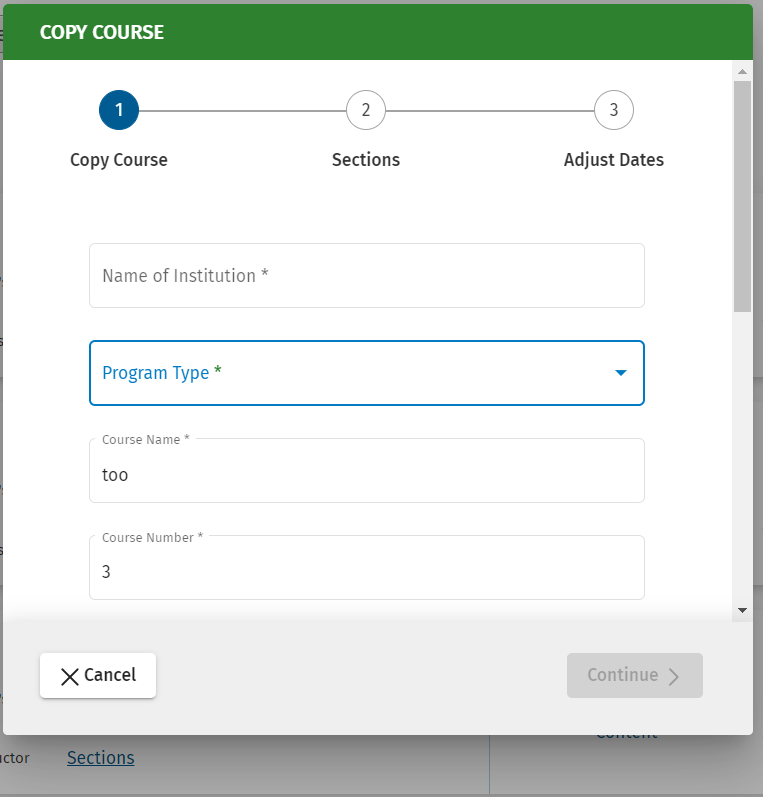 COPY COURSE
1
2
3
Copy Course
Sections
Adjust Dates
Name of Institution *
Program Type *
Course Name *
too
Course Number *
3
Cancel
Continue
Content
Sections